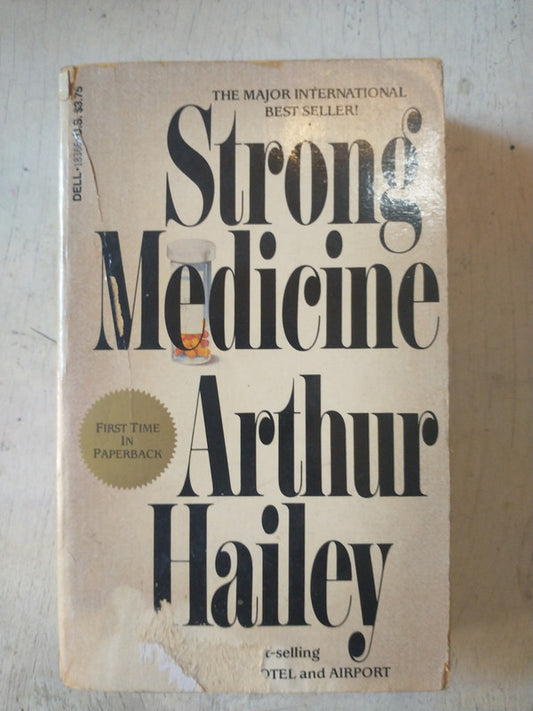 DELL • U.S. $3.75
THE MAJOR INTERNATIONAL
BEST SELLER!
Strong
Medicine
FIRST TIME
IN
PAPERBACK
Arthur
Hailey
t-selling
OTEL and AIRPORT